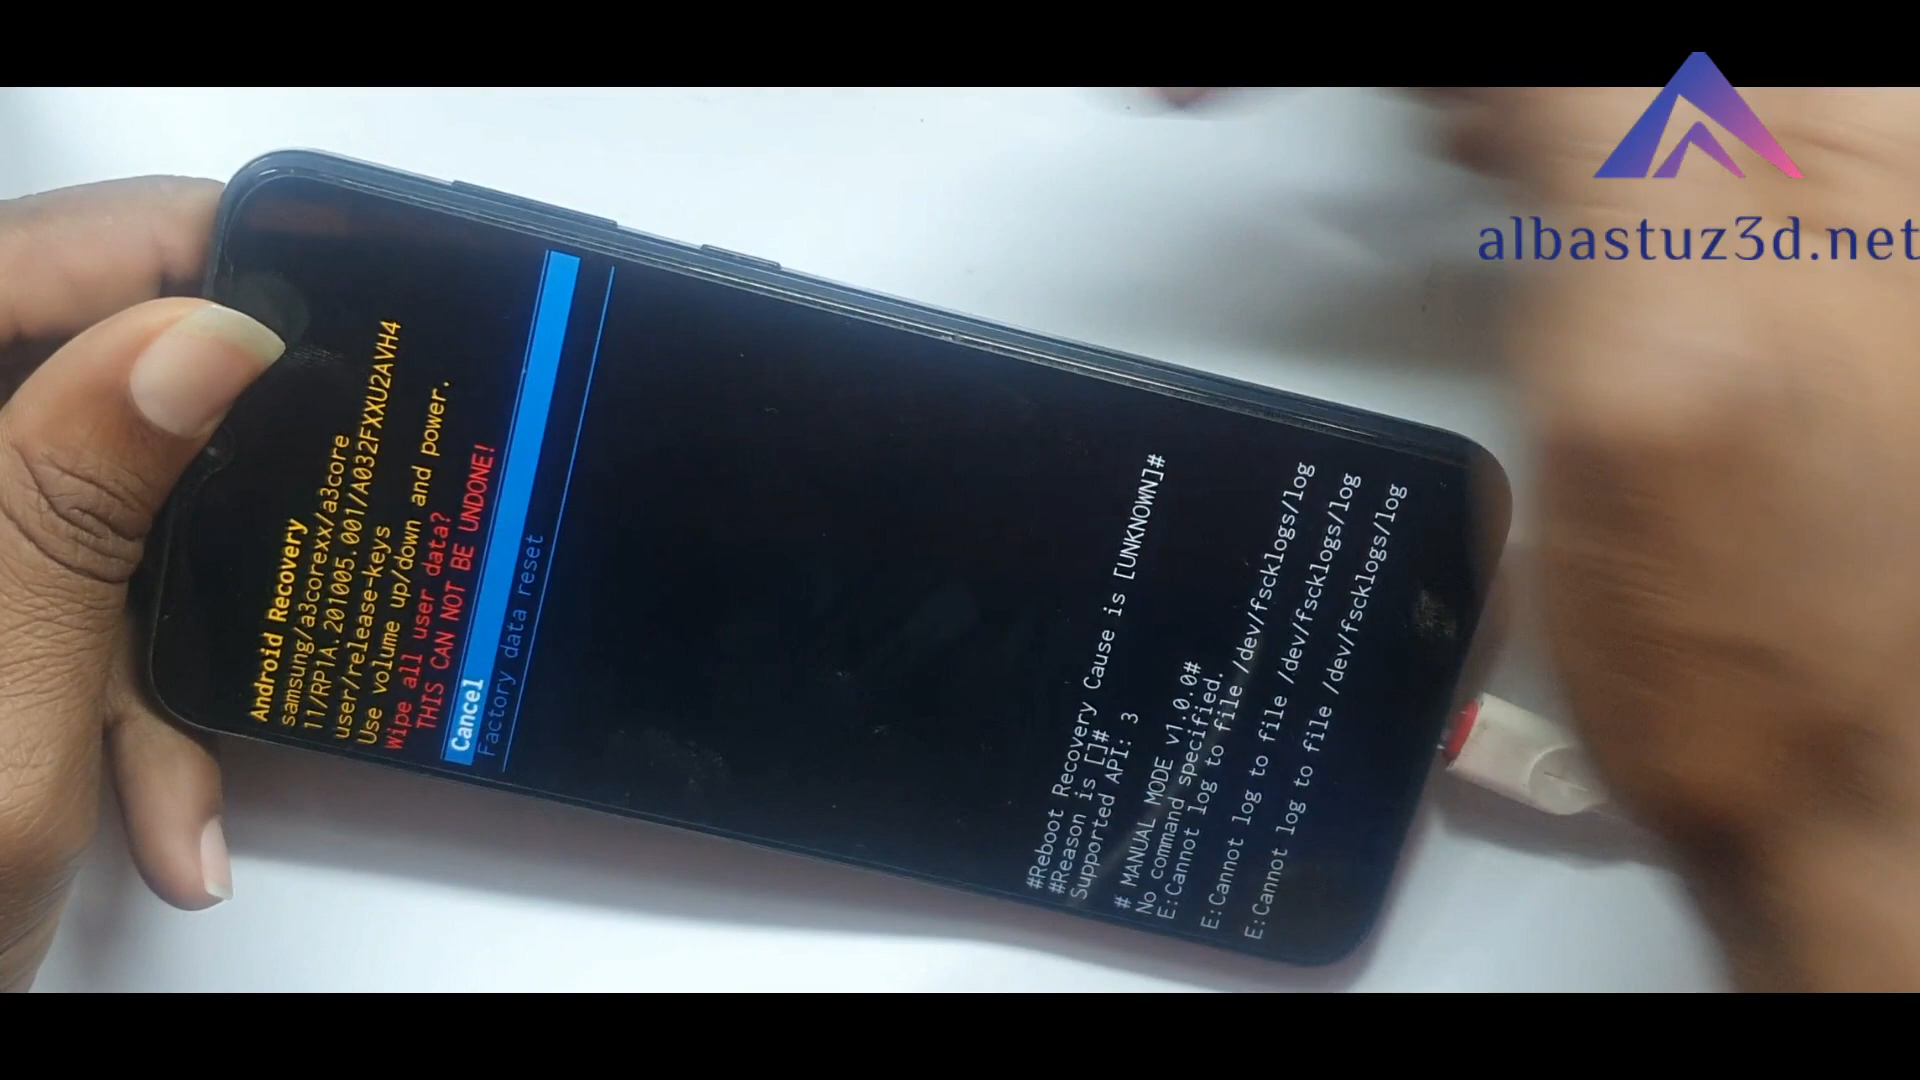 albastuz3d.net
Android Recovery
samsung/a3corexx/a3core
11/RP1A.201005.001/A032FXXU2AVH4
user/release-keys
Use volume up/down and power.
Wipe all user data?
THIS CAN NOT BE UNDONE!
Cancel
Factory data reset
#Reboot Recovery Cause is [UNKNOWN]#
#Reason is []#
Supported API: 3
# MANUAL MODE v1.0.0#
No command specified.
E:Cannot log to file /dev/fscklogs/log
E:Cannot log to file /dev/fscklogs/log
E:Cannot log to file /dev/fscklogs/log